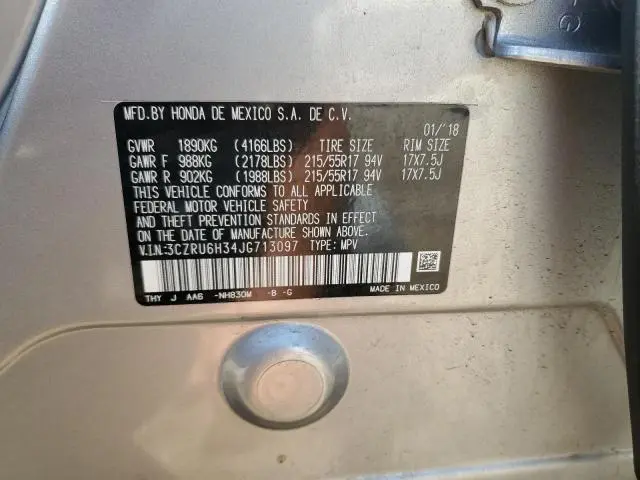 MFD.BY HONDA DE MEXICO S.A. DE C.V.
01/'18
GVWR 1890KG (4166LBS) TIRE SIZE RIM SIZE
GAWR F 988KG (2178LBS) 215/55R17 94V 17X7.5J
GAWR R 902KG (1988LBS) 215/55R17 94V 17X7.5J
THIS VEHICLE CONFORMS TO ALL APPLICABLE
FEDERAL MOTOR VEHICLE SAFETY
AND THEFT PREVENTION STANDARDS IN EFFECT
ON THE DATE OF MANUFACTURE SHOWN ABOVE.
V.I.N.:3CZRU6H34JG713097 TYPE: MPV
THY J AA6 -NH830M -B -G MADE IN MEXICO